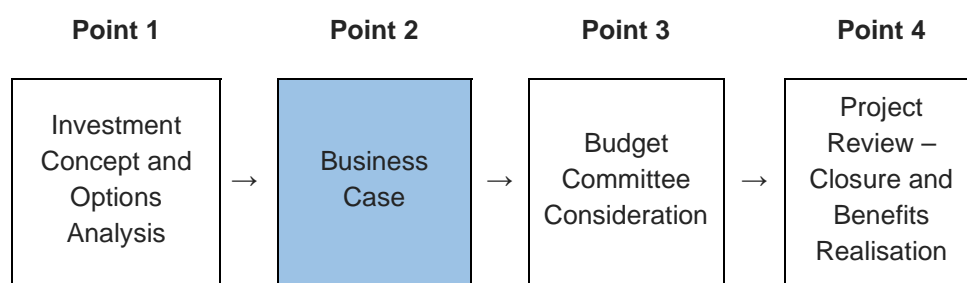 Point 1
Point 2
Point 3
Point 4
Investment
Concept and
Options
Analysis
→
Business
Case
→
Budget
Committee
Consideration
→
Project
Review –
Closure and
Benefits
Realisation